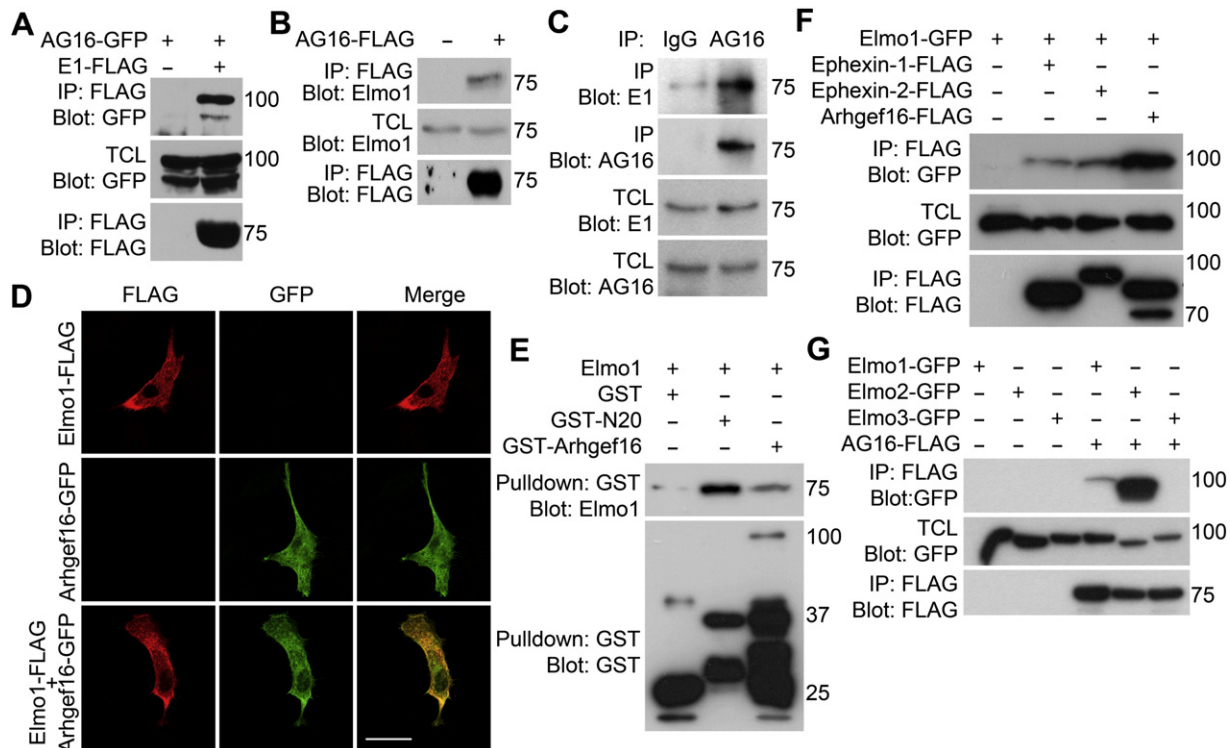 A
AG16-GFP + +
E1-FLAG – +
IP: FLAG
Blot: GFP
100
TCL
Blot: GFP
100
IP: FLAG
Blot: FLAG
75
B
AG16-FLAG – +
IP: FLAG
Blot: Elmo1
75
TCL
Blot: Elmo1
75
IP: FLAG
Blot: FLAG
75
C
IP: IgG AG16
IP
Blot: E1
75
IP
Blot: AG16
75
TCL
Blot: E1
75
TCL
Blot: AG16
75
D
FLAG GFP Merge
Elmo1-FLAG
Arhgef16-GFP
Elmo1-FLAG
+
Arhgef16-GFP
E
Elmo1 + + +
GST + – –
GST-N20 – + –
GST-Arhgef16 – – +
Pulldown: GST
Blot: Elmo1
75
100
37
Pulldown: GST
Blot: GST
25
F
Elmo1-GFP + + + +
Ephexin-1-FLAG – + – –
Ephexin-2-FLAG – – + –
Arhgef16-FLAG – – – +
IP: FLAG
Blot: GFP
100
TCL
Blot: GFP
100
IP: FLAG
Blot: FLAG
100
70
G
Elmo1-GFP + – – + – –
Elmo2-GFP – + – – + –
Elmo3-GFP – – + – – +
AG16-FLAG – – – + + +
IP: FLAG
Blot:GFP
100
TCL
Blot: GFP
100
IP: FLAG
Blot: FLAG
75